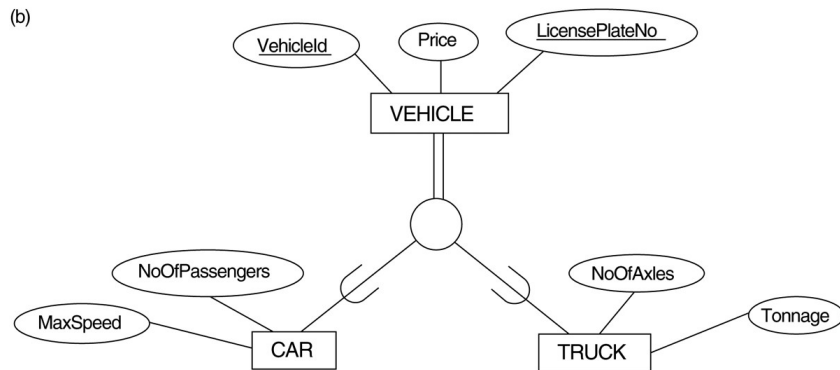 (b)
VehicleId
Price
LicensePlateNo
VEHICLE
NoOfPassengers
NoOfAxles
MaxSpeed
Tonnage
CAR
TRUCK